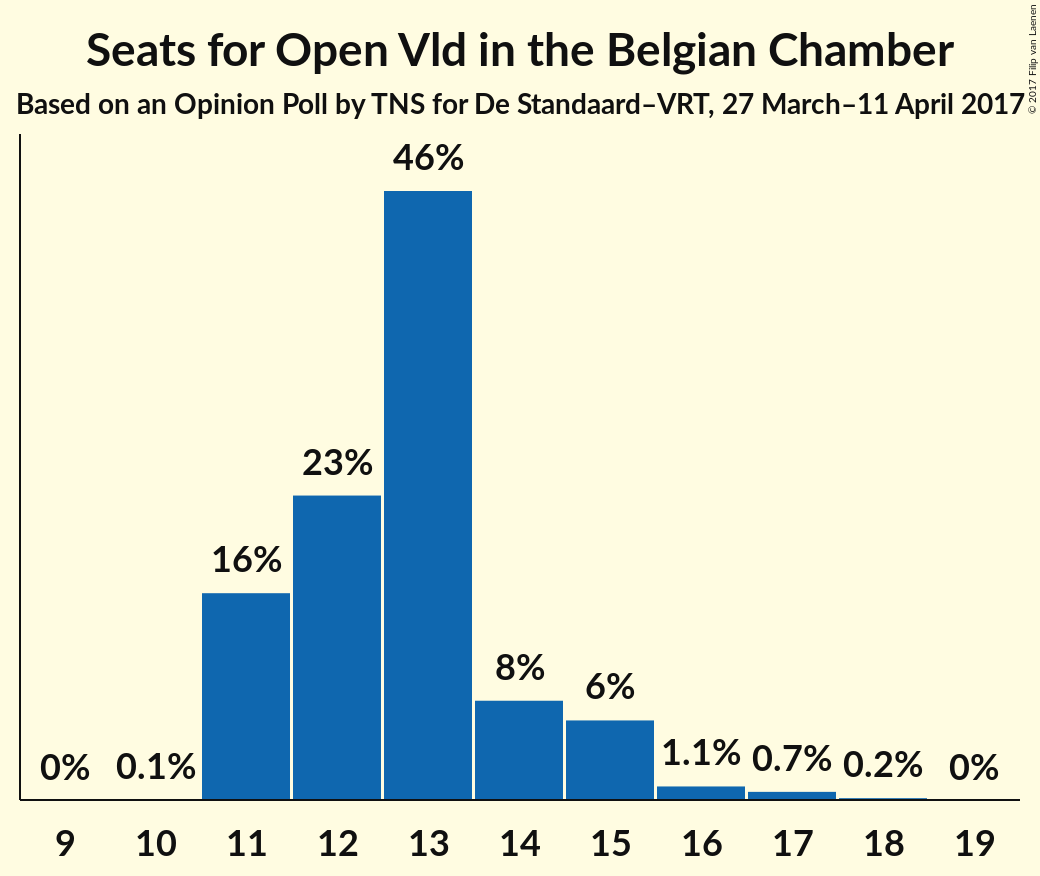 Seats for Open Vld in the Belgian Chamber
Based on an Opinion Poll by TNS for De Standaard–VRT, 27 March–11 April 2017
© 2017 Filip van Laenen
46%
23%
16%
8%
6%
1.1%
0.7%
0.2%
0%
0.1%
0%
9 10 11 12 13 14 15 16 17 18 19